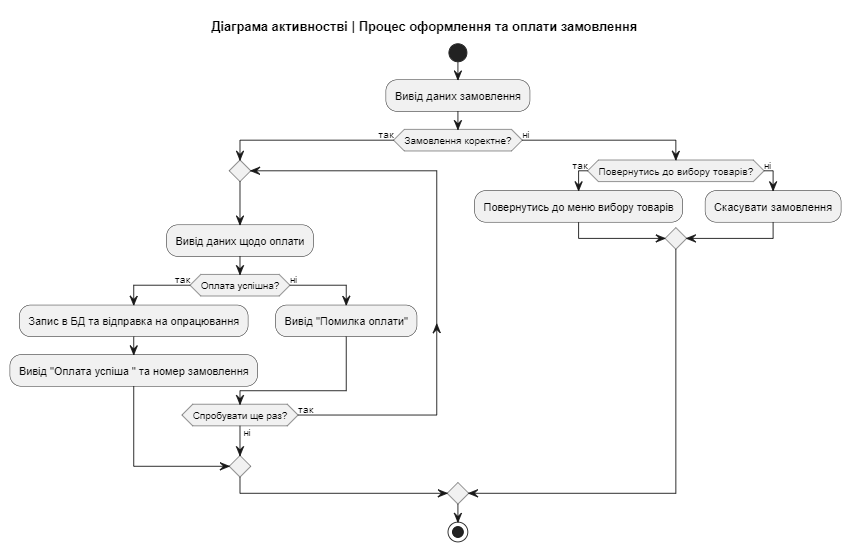 Діаграма активностві | Процес оформлення та оплати замовлення
Вивід даних замовлення
так
Замовлення коректне?
ні
так
Повернутись до вибору товарів?
ні
Повернутись до меню вибору товарів
Скасувати замовлення
Вивід даних щодо оплати
так
Оплата успішна?
ні
Запис в БД та відправка на опрацювання
Вивід "Помилка оплати"
Вивід "Оплата успіша " та номер замовлення
Спробувати ще раз?
так
ні